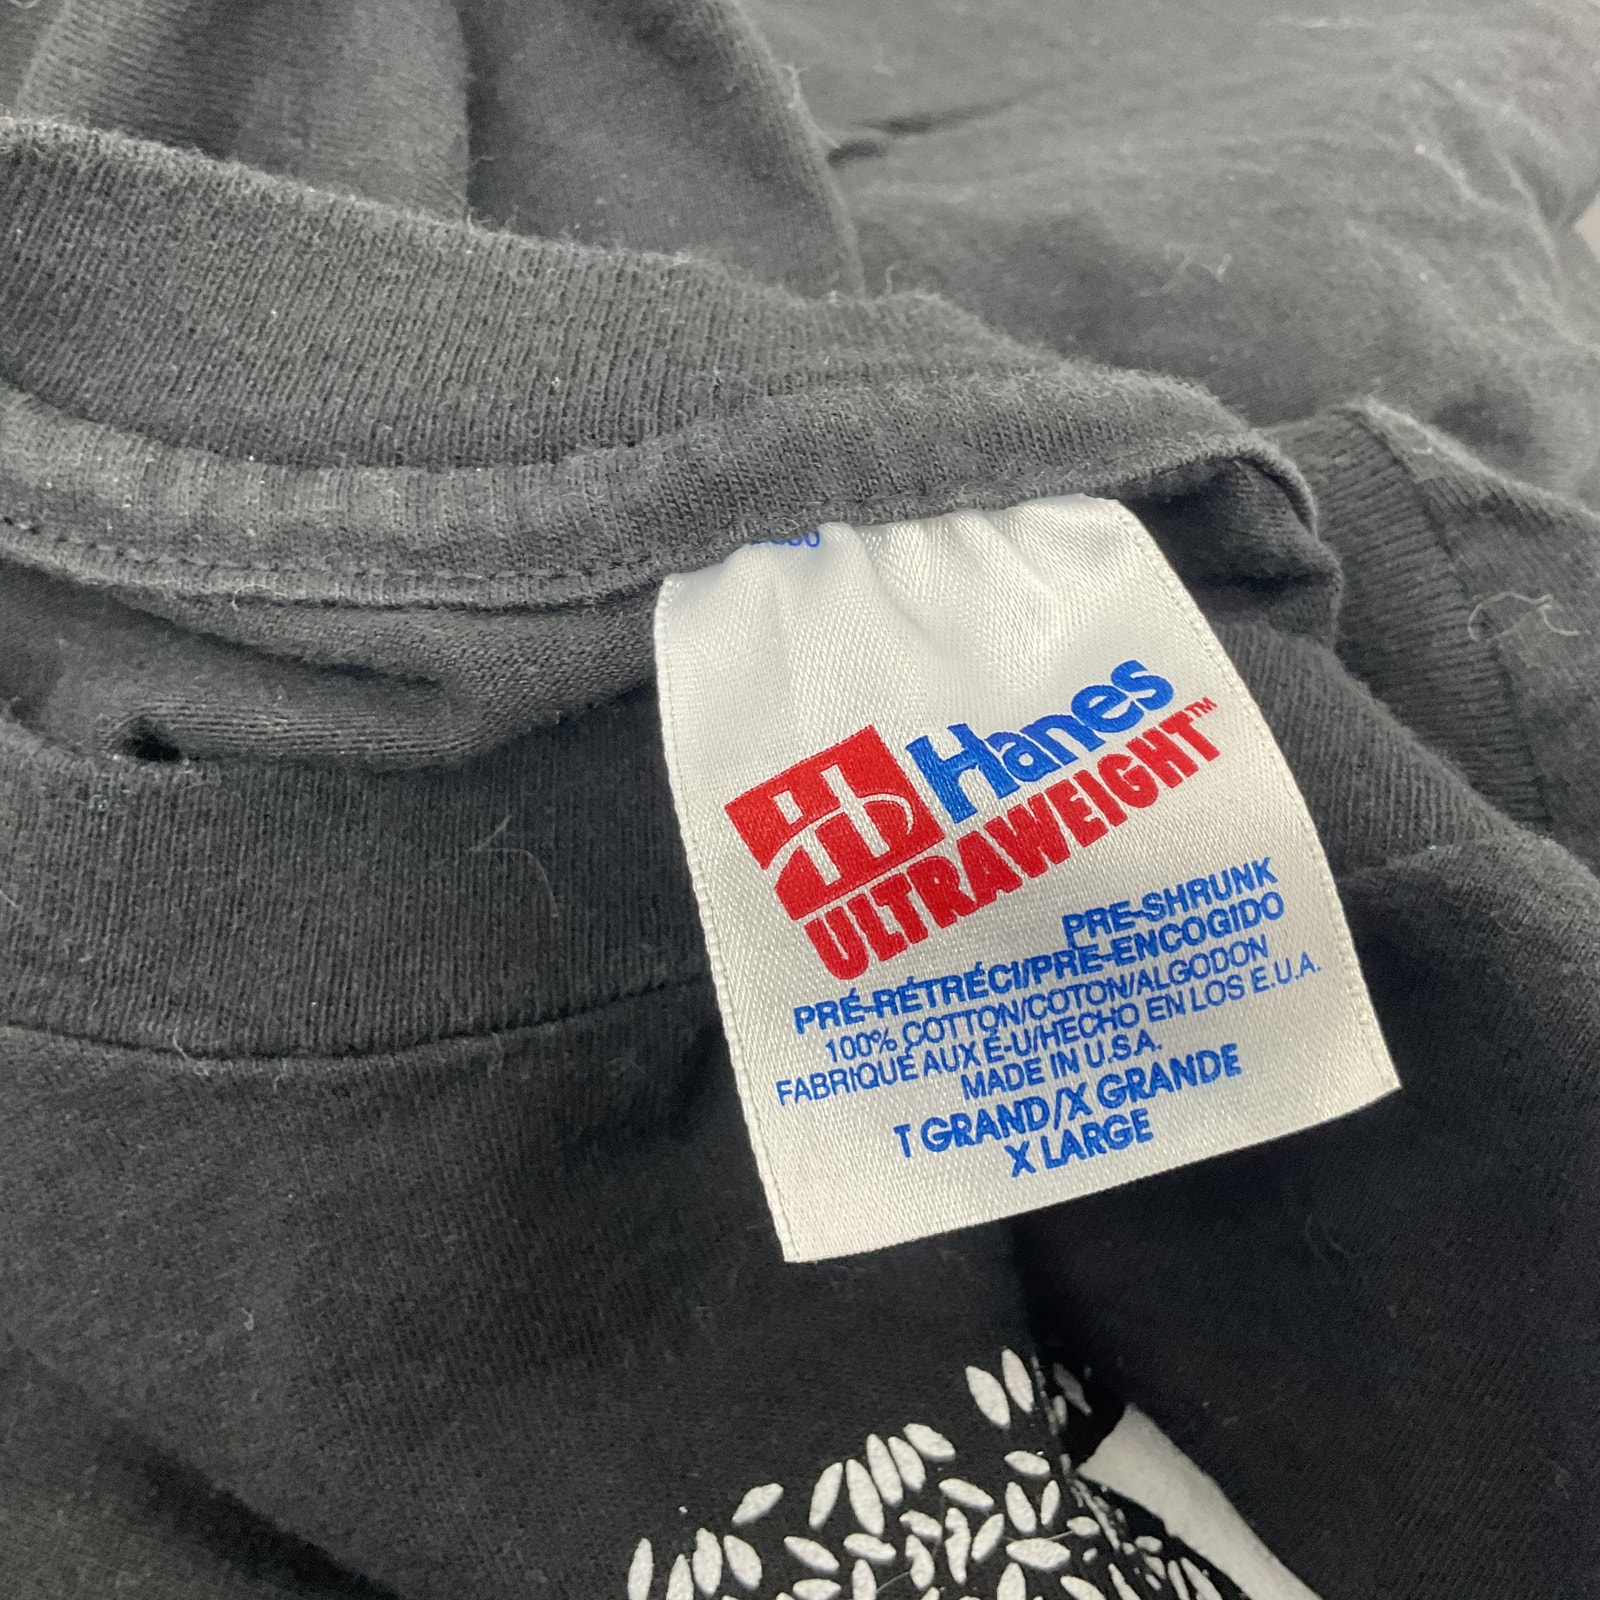 Hanes
ULTRAWEIGHT™
PRE-SHRUNK
PRÉ-RÉTRÉCI/PRE-ENCOGIDO
100% COTTON/COTON/ALGODON
FABRIQUÉ AUX É-U/HECHO EN LOS E.U.A.
MADE IN U.S.A.
T GRAND/X GRANDE
X LARGE